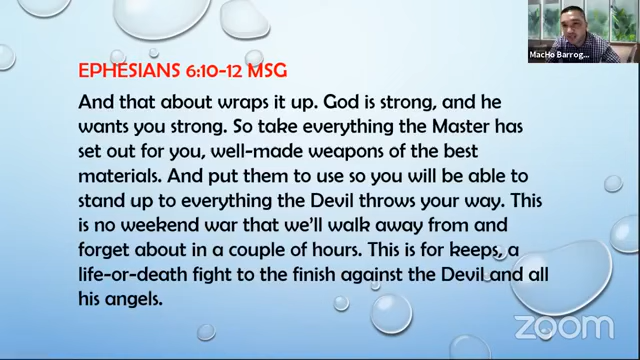 MacHo Barrog...
EPHESIANS 6:10-12 MSG
And that about wraps it up. God is strong, and he
wants you strong. So take everything the Master has
set out for you, well-made weapons of the best
materials. And put them to use so you will be able to
stand up to everything the Devil throws your way. This
is no weekend war that we'll walk away from and
forget about in a couple of hours. This is for keeps, a
life-or-death fight to the finish against the Devil and all
his angels.
zoom